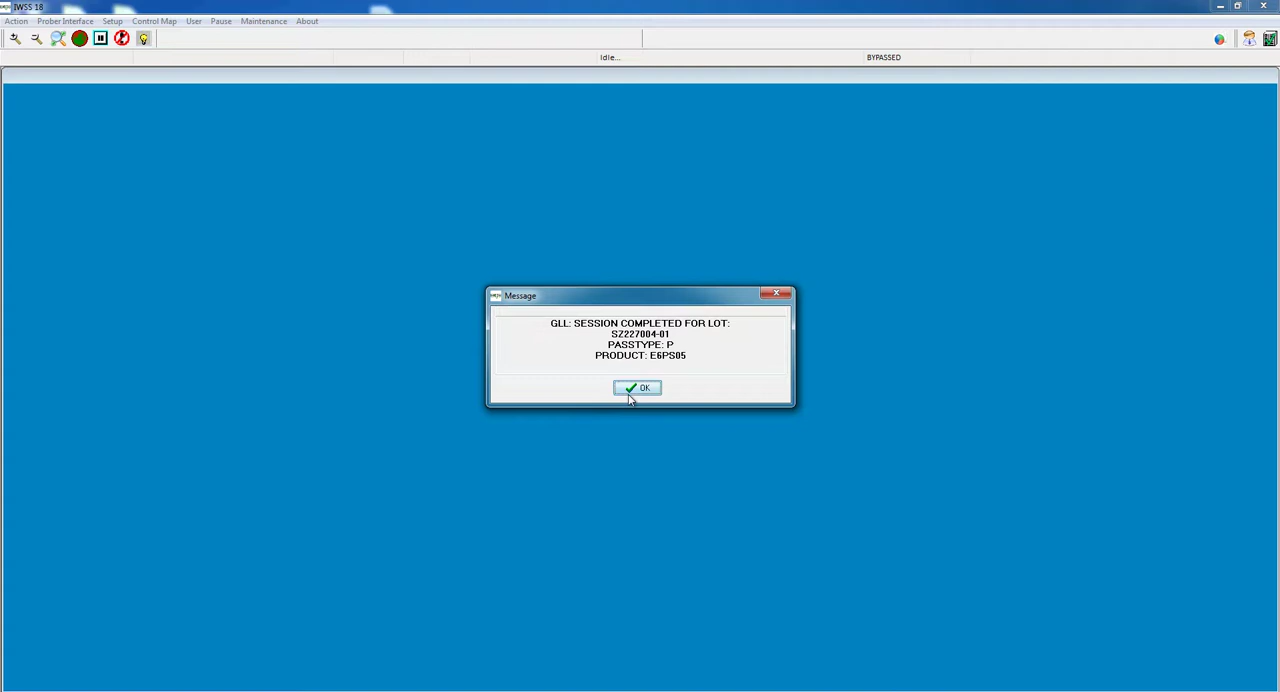 IWSS 18
Action Prober Interface Setup Control Map User Pause Maintenance About
Idle... BYPASSED
Message
GLL: SESSION COMPLETED FOR LOT:
SZ227004-01
PASSTYPE: P
PRODUCT: E6PS05
OK